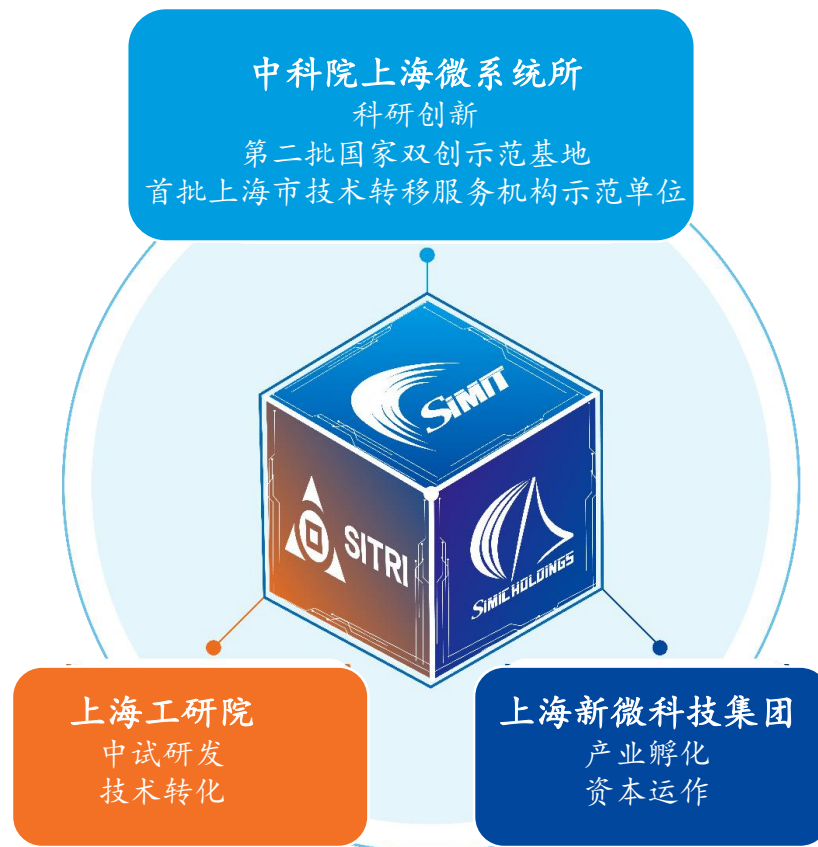 中科院上海微系统所
科研创新
第二批国家双创示范基地
首批上海市技术转移服务机构示范单位
SIMIT
SITRI
SIMIC HOLDINGS
上海工研院
中试研发
技术转化
上海新微科技集团
产业孵化
资本运作